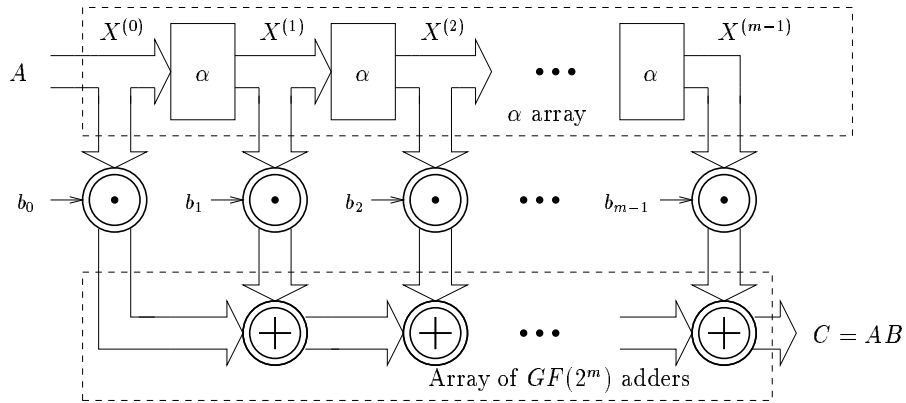 X^{(0)} X^{(1)} X^{(2)} X^{(m-1)}
A α α ••• α
α array
b_0 b_1 b_2 ••• b_{m-1}
••• C = AB
Array of GF(2^m) adders